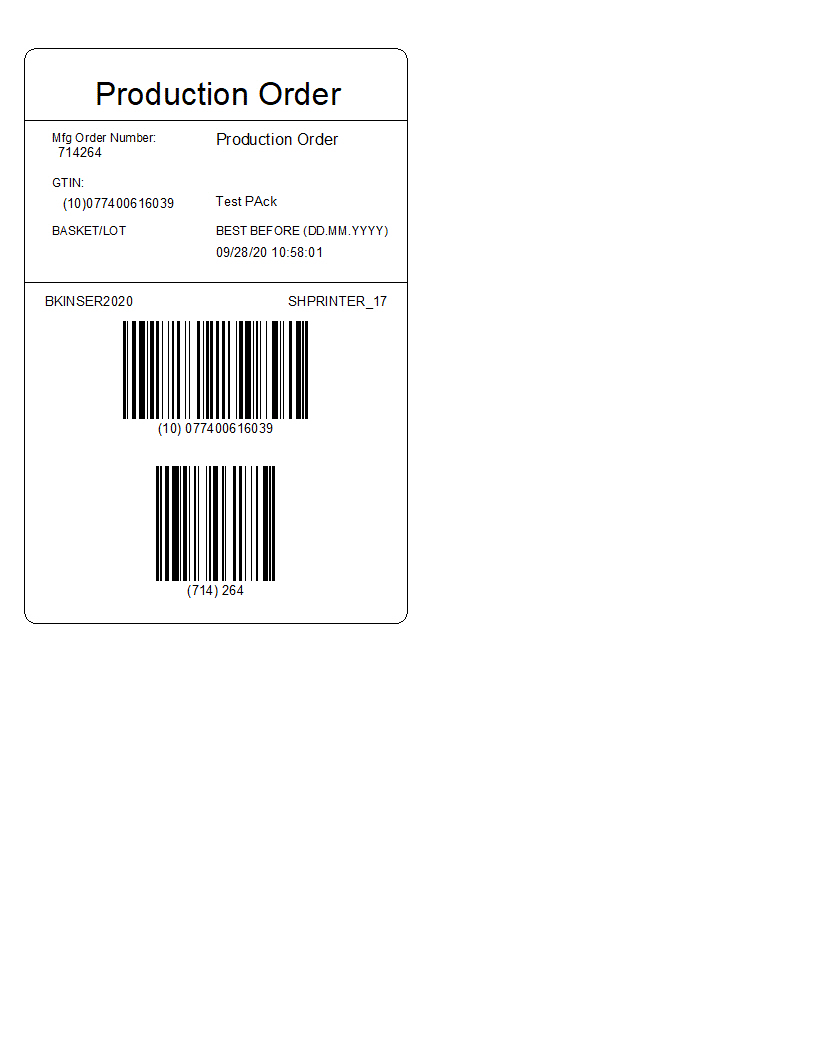 Production Order
Mfg Order Number:
714264
Production Order
GTIN:
(10)077400616039
Test PAck
BASKET/LOT
BEST BEFORE (DD.MM.YYYY)
09/28/20 10:58:01
BKINSER2020
SHPRINTER_17
(10) 077400616039
(714) 264